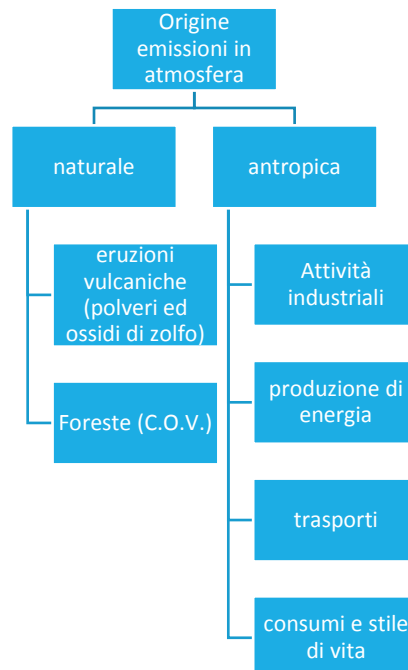 Origine
emissioni in
atmosfera
naturale
antropica
eruzioni
vulcaniche
(polveri ed
ossidi di zolfo)
Foreste (C.O.V.)
Attività
industriali
produzione di
energia
trasporti
consumi e stile
di vita